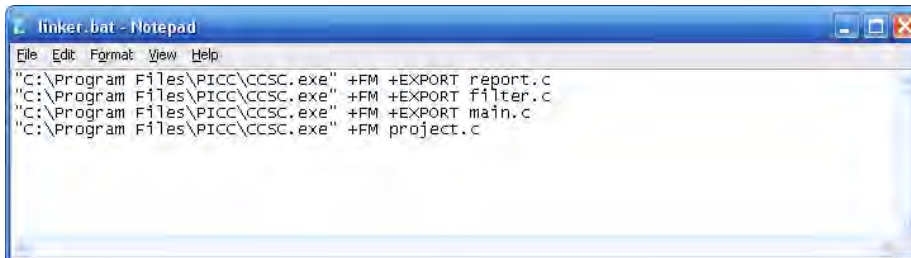 linker.bat - Notepad
File Edit Format View Help
"C:\Program Files\PICC\CCSC.exe" +FM +EXPORT report.c
"C:\Program Files\PICC\CCSC.exe" +FM +EXPORT filter.c
"C:\Program Files\PICC\CCSC.exe" +FM +EXPORT main.c
"C:\Program Files\PICC\CCSC.exe" +FM project.c